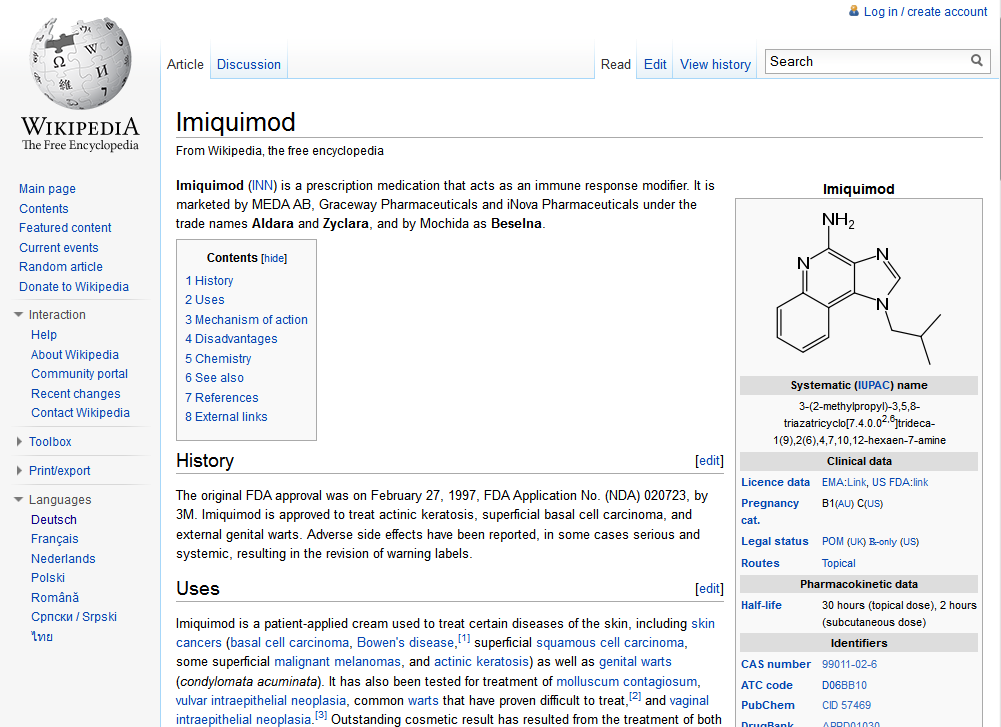 Log in / create account
WIKIPEDIA
The Free Encyclopedia
Article
Discussion
Read
Edit
View history
Search
Main page
Contents
Featured content
Current events
Random article
Donate to Wikipedia
Interaction
Help
About Wikipedia
Community portal
Recent changes
Contact Wikipedia
Toolbox
Print/export
Languages
Deutsch
Français
Nederlands
Polski
Română
Српски / Srpski
ไทย
Imiquimod
From Wikipedia, the free encyclopedia
Imiquimod (INN) is a prescription medication that acts as an immune response modifier. It is
marketed by MEDA AB, Graceway Pharmaceuticals and iNova Pharmaceuticals under the
trade names Aldara and Zyclara, and by Mochida as Beselna.
Contents [hide]
1 History
2 Uses
3 Mechanism of action
4 Disadvantages
5 Chemistry
6 See also
7 References
8 External links
History [edit]
The original FDA approval was on February 27, 1997, FDA Application No. (NDA) 020723, by
3M. Imiquimod is approved to treat actinic keratosis, superficial basal cell carcinoma, and
external genital warts. Adverse side effects have been reported, in some cases serious and
systemic, resulting in the revision of warning labels.
Uses [edit]
Imiquimod is a patient-applied cream used to treat certain diseases of the skin, including skin
cancers (basal cell carcinoma, Bowen's disease,[1] superficial squamous cell carcinoma,
some superficial malignant melanomas, and actinic keratosis) as well as genital warts
(condylomata acuminata). It has also been tested for treatment of molluscum contagiosum,
vulvar intraepithelial neoplasia, common warts that have proven difficult to treat,[2] and vaginal
intraepithelial neoplasia.[3] Outstanding cosmetic result has resulted from the treatment of both
Imiquimod
NH2
N
N
N
Systematic (IUPAC) name
3-(2-methylpropyl)-3,5,8-
triazatricyclo[7.4.0.02,6]trideca-
1(9),2(6),4,7,10,12-hexaen-7-amine
Clinical data
Licence data EMA:Link, US FDA:link
Pregnancy B1(AU) C(US)
cat.
Legal status POM (UK) ℞-only (US)
Routes Topical
Pharmacokinetic data
Half-life 30 hours (topical dose), 2 hours
(subcutaneous dose)
Identifiers
CAS number 99011-02-6
ATC code D06BB10
PubChem CID 57469
DrugBank APRD01030